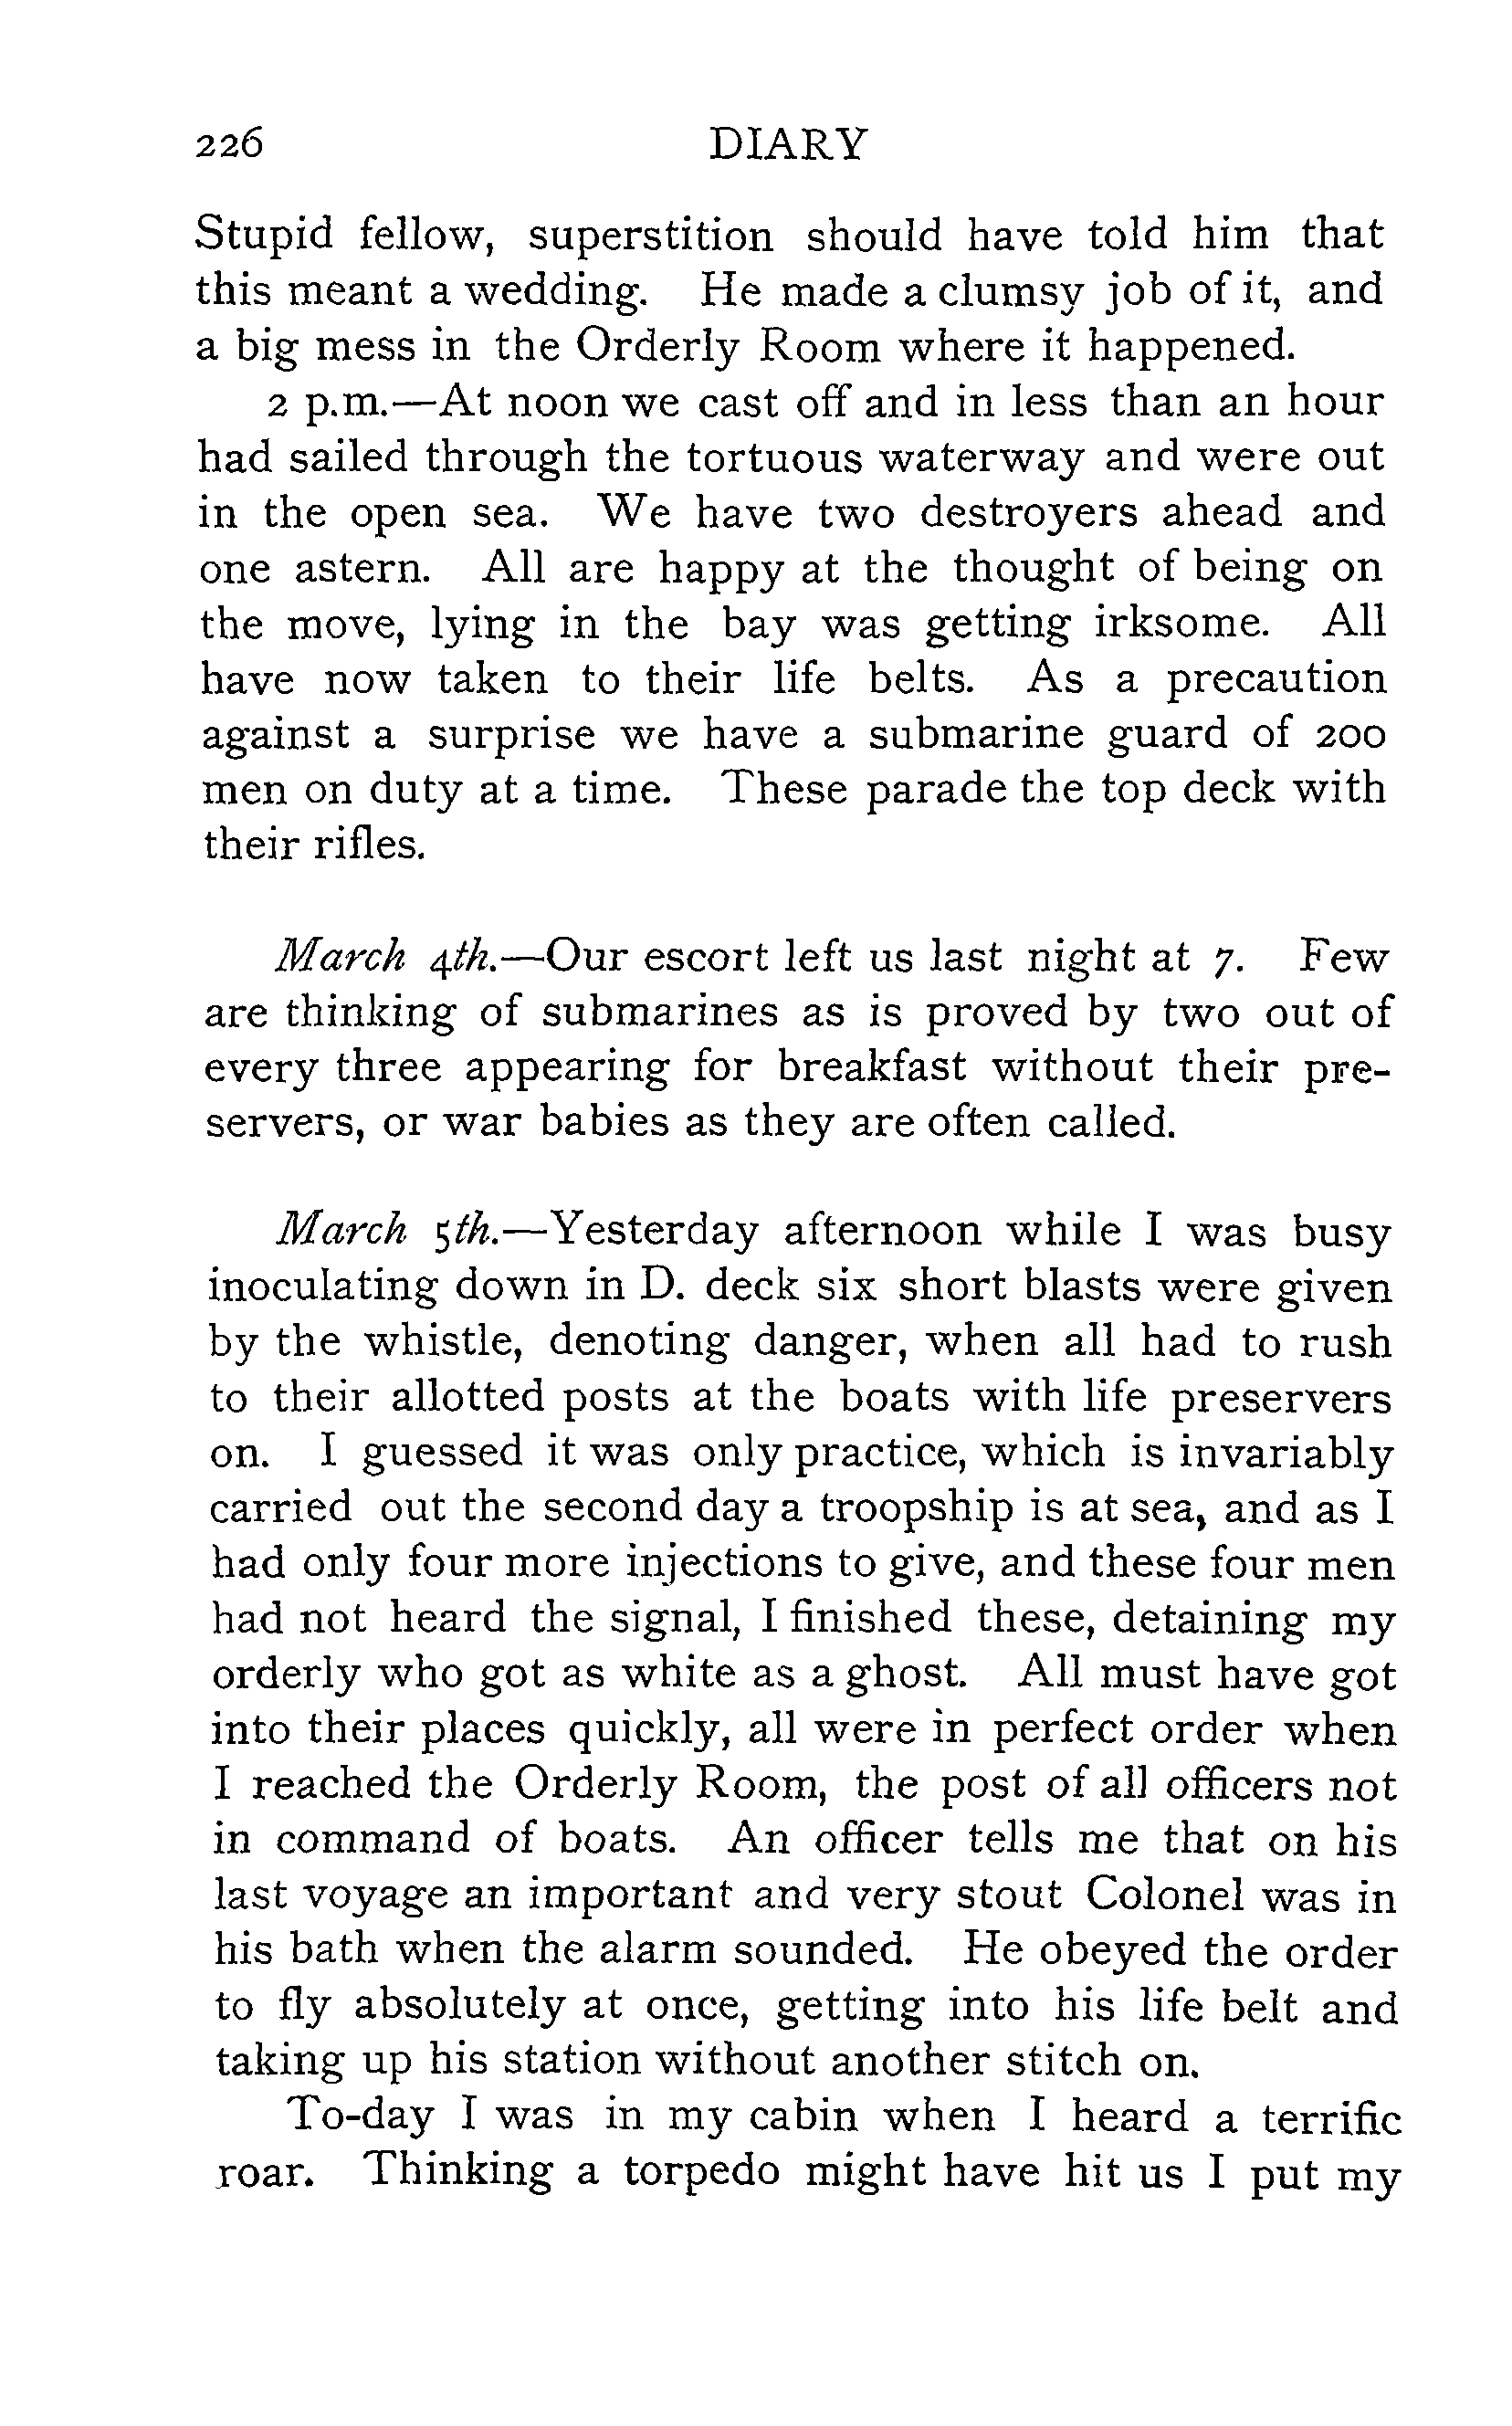 226 DIARY
Stupid fellow, superstition should have told him that
this meant a wedding. He made a clumsy job of it, and
a big mess in the Orderly Room where it happened.
2 p.m.—At noon we cast off and in less than an hour
had sailed through the tortuous waterway and were out
in the open sea. We have two destroyers ahead and
one astern. All are happy at the thought of being on
the move, lying in the bay was getting irksome. All
have now taken to their life belts. As a precaution
against a surprise we have a submarine guard of 200
men on duty at a time. These parade the top deck with
their rifles.
March 4th.—Our escort left us last night at 7. Few
are thinking of submarines as is proved by two out of
every three appearing for breakfast without their pre-
servers, or war babies as they are often called.
March 5th.—Yesterday afternoon while I was busy
inoculating down in D. deck six short blasts were given
by the whistle, denoting danger, when all had to rush
to their allotted posts at the boats with life preservers
on. I guessed it was only practice, which is invariably
carried out the second day a troopship is at sea, and as I
had only four more injections to give, and these four men
had not heard the signal, I finished these, detaining my
orderly who got as white as a ghost. All must have got
into their places quickly, all were in perfect order when
I reached the Orderly Room, the post of all officers not
in command of boats. An officer tells me that on his
last voyage an important and very stout Colonel was in
his bath when the alarm sounded. He obeyed the order
to fly absolutely at once, getting into his life belt and
taking up his station without another stitch on.
To-day I was in my cabin when I heard a terrific
roar. Thinking a torpedo might have hit us I put my